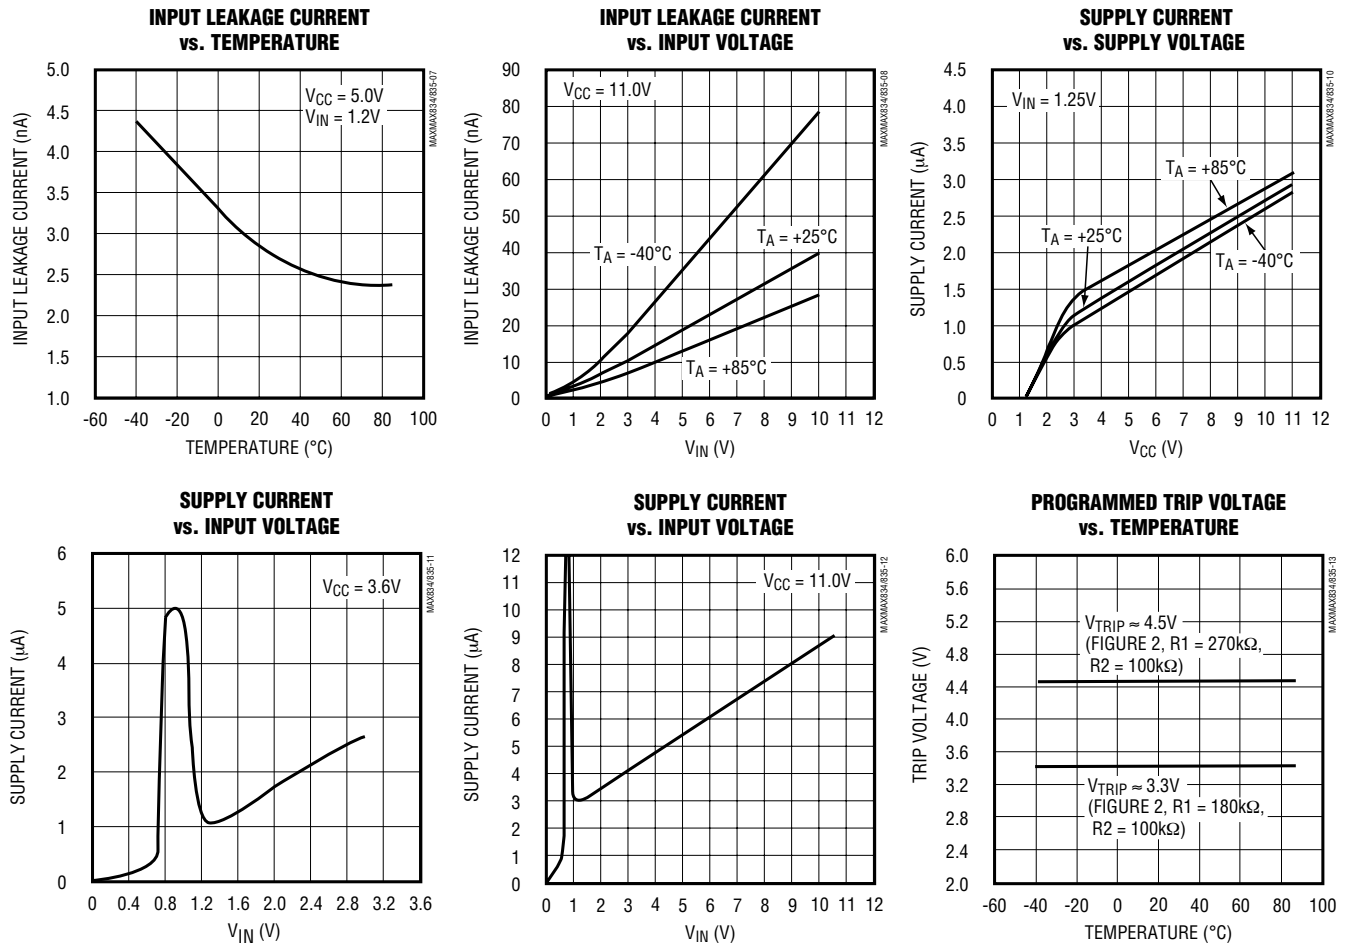 INPUT LEAKAGE CURRENT
vs. TEMPERATURE
5.0
4.5
4.0
3.5
3.0
2.5
2.0
1.5
1.0
INPUT LEAKAGE CURRENT (nA)
VCC = 5.0V
VIN = 1.2V
MAXMAX834/835-07
-60 -40 -20 0 20 40 60 80 100
TEMPERATURE (°C)
INPUT LEAKAGE CURRENT
vs. INPUT VOLTAGE
90
80
70
60
50
40
30
20
10
0
INPUT LEAKAGE CURRENT (nA)
VCC = 11.0V
TA = -40°C
TA = +25°C
TA = +85°C
MAXMAX834/835-08
0 1 2 3 4 5 6 7 8 9 10 11 12
VIN (V)
SUPPLY CURRENT
vs. SUPPLY VOLTAGE
4.5
4.0
3.5
3.0
2.5
2.0
1.5
1.0
0.5
0
SUPPLY CURRENT (µA)
VIN = 1.25V
TA = +85°C
TA = +25°C
TA = -40°C
MAXMAX834/835-10
0 1 2 3 4 5 6 7 8 9 10 11 12
VCC (V)
SUPPLY CURRENT
vs. INPUT VOLTAGE
6
5
4
3
2
1
0
SUPPLY CURRENT (µA)
VCC = 3.6V
MAX834/835-11
0 0.4 0.8 1.2 1.6 2.0 2.4 2.8 3.2 3.6
VIN (V)
SUPPLY CURRENT
vs. INPUT VOLTAGE
12
11
10
9
8
7
6
5
4
3
2
1
0
SUPPLY CURRENT (µA)
VCC = 11.0V
MAXMAX834/835-12
0 1 2 3 4 5 6 7 8 9 10 11 12
VIN (V)
PROGRAMMED TRIP VOLTAGE
vs. TEMPERATURE
6.0
5.6
5.2
4.8
4.4
4.0
3.6
3.2
2.8
2.4
2.0
TRIP VOLTAGE (V)
VTRIP ≈ 4.5V
(FIGURE 2, R1 = 270kΩ,
R2 = 100kΩ)
VTRIP ≈ 3.3V
(FIGURE 2, R1 = 180kΩ,
R2 = 100kΩ)
MAXMAX834/835-13
-60 -40 -20 0 20 40 60 80 100
TEMPERATURE (°C)